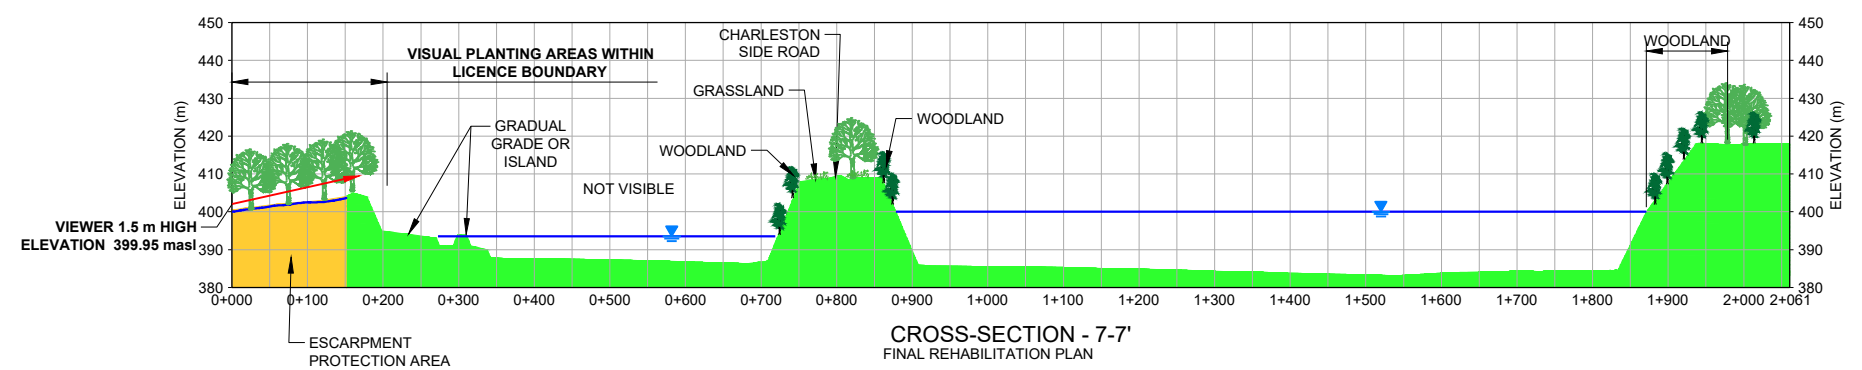 450
440
430
420
410
400
390
380
ELEVATION (m)
VISUAL PLANTING AREAS WITHIN
LICENCE BOUNDARY
GRADUAL
GRADE OR
ISLAND
NOT VISIBLE
WOODLAND
GRASSLAND
CHARLESTON
SIDE ROAD
WOODLAND
WOODLAND
450
440
430
420
410
400
390
380
ELEVATION (m)
VIEWER 1.5 m HIGH
ELEVATION 399.95 masl
0+000 0+100 0+200 0+300 0+400 0+500 0+600 0+700 0+800 0+900 1+000 1+100 1+200 1+300 1+400 1+500 1+600 1+700 1+800 1+900 2+000 2+061
ESCARPMENT
PROTECTION AREA
CROSS-SECTION - 7-7'
FINAL REHABILITATION PLAN